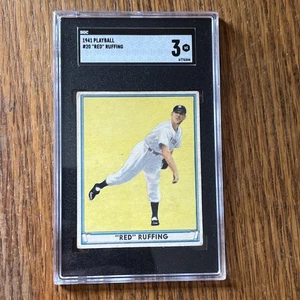 SGC
1941 PLAYBALL
#20 "RED" RUFFING
3
"RED" RUFFING